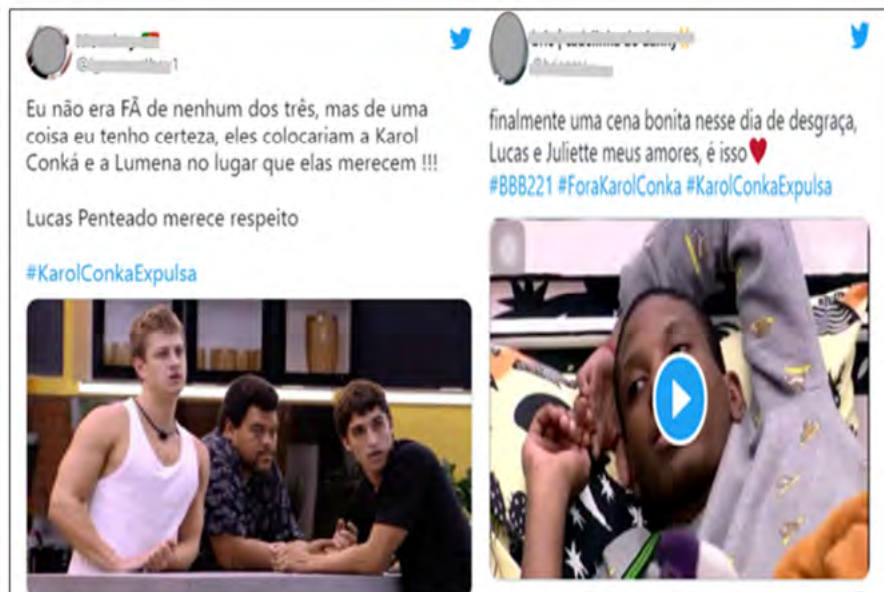 Eu não era FÃ de nenhum dos três, mas de uma
coisa eu tenho certeza, eles colocariam a Karol
Conká e a Lumena no lugar que elas merecem !!!
Lucas Penteado merece respeito
#KarolConkaExpulsa
finalmente uma cena bonita nesse dia de desgraça,
Lucas e Juliette meus amores, é isso♥
#BBB221 #ForaKarolConka #KarolConkaExpulsa